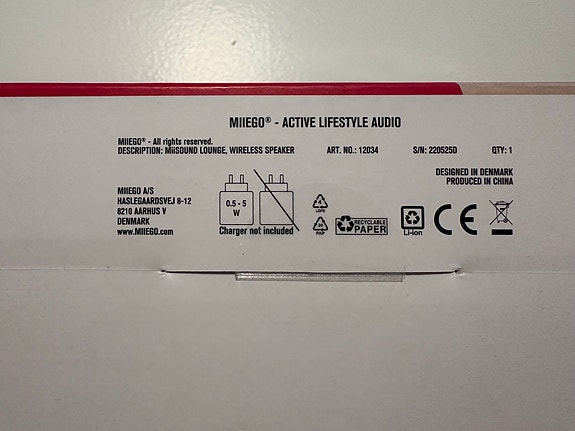 MIIEGO® - ACTIVE LIFESTYLE AUDIO
MIIEGO® - All rights reserved.
DESCRIPTION: MiiSOUND LOUNGE, WIRELESS SPEAKER ART. NO.: 12034 S/N: 220525D QTY: 1
DESIGNED IN DENMARK
PRODUCED IN CHINA
MIIEGO A/S
HASLEGAARDSVEJ 8-12
8210 AARHUS V
DENMARK
www.MIIEGO.com
0.5 - 5
W
Charger not included
4
LDPE
PAP
RECYCLABLE
PAPER
Li-ion
CE